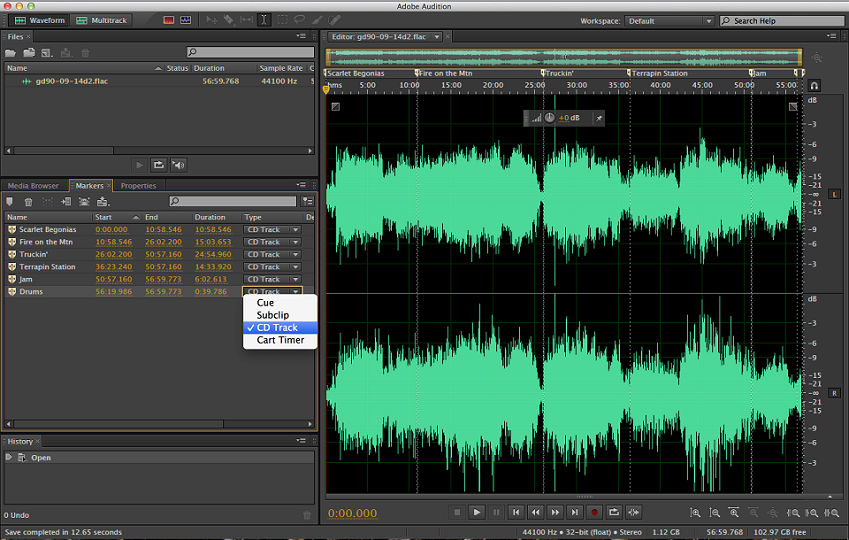 Adobe Audition
Waveform Multitrack Workspace: Default Search Help
Files
Name Status Duration Sample Rate
gd90-09-14d2.flac 56:59.768 44100 Hz
Media Browser Markers Properties
Name Start End Duration Type De
Scarlet Begonias 0:00.000 10:58.546 10:58.546 CD Track
Fire on the Mtn 10:58.546 26:02.200 15:03.653 CD Track
Truckin' 26:02.200 50:57.160 24:54.960 CD Track
Terrapin Station 36:23.240 50:57.160 14:33.920 CD Track
Jam 50:57.160 56:59.773 6:02.613 CD Track
Drums 56:19.986 56:59.773 0:39.786 CD Track
Cue
Subclip
CD Track
Cart Timer
History
Open
0 Undo
Save completed in 12.65 seconds
Editor: gd90-09-14d2.flac
Scarlet Begonias Fire on the Mtn Truckin' Terrapin Station Jam
hms 5:00 10:00 15:00 20:00 25:00 30:00 35:00 40:00 45:00 50:00 55:00
+0 dB
dB
-3
-6
-9
-15
-21
-∞
-21
-15
-9
-6
-3
L
dB
-3
-6
-9
-15
-21
-∞
-21
-15
-9
-6
-3
R
0:00.000
44100 Hz • 32-bit (float) • Stereo 1.12 GB 56:59.768 102.97 GB free